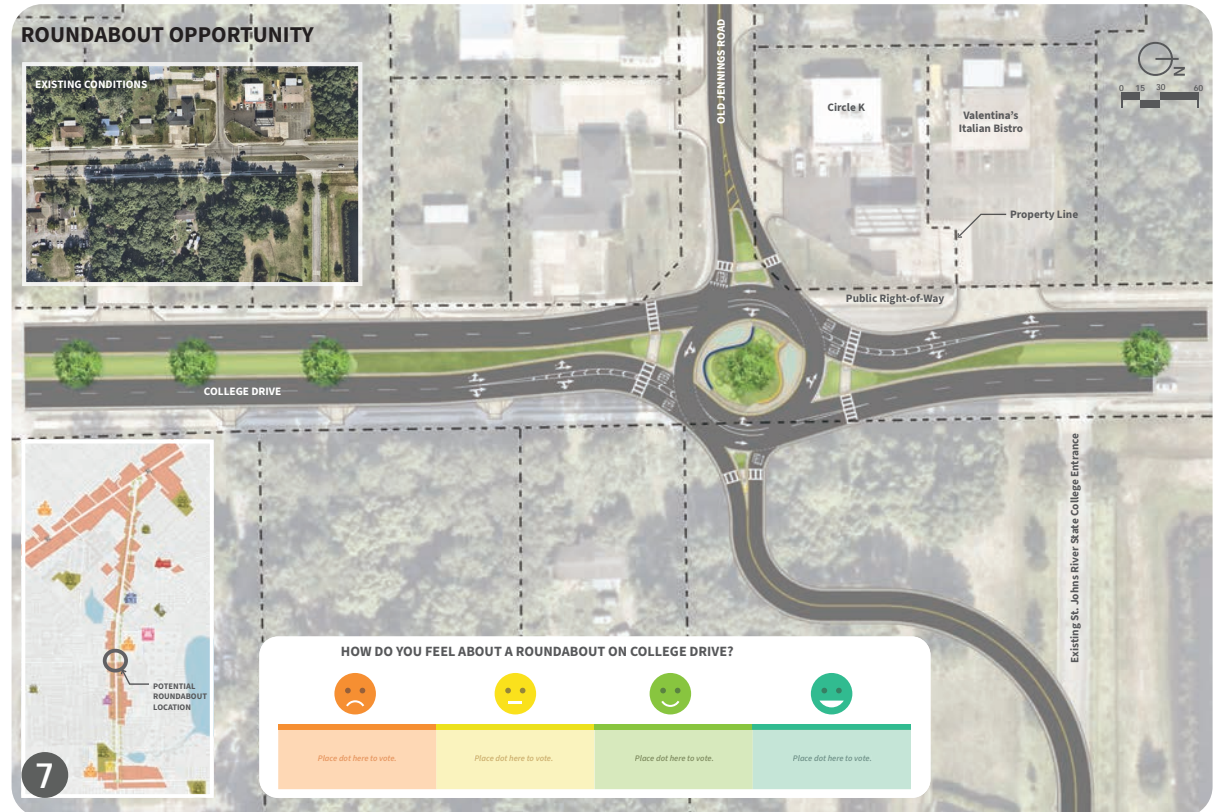 ROUNDABOUT OPPORTUNITY
EXISTING CONDITIONS
OLD JENNINGS ROAD
Circle K
Valentina's
Italian Bistro
N
0 15 30 60
Property Line
Public Right-of-Way
COLLEGE DRIVE
Existing St. Johns River State College Entrance
POTENTIAL
ROUNDABOUT
LOCATION
7
HOW DO YOU FEEL ABOUT A ROUNDABOUT ON COLLEGE DRIVE?
Place dot here to vote.
Place dot here to vote.
Place dot here to vote.
Place dot here to vote.